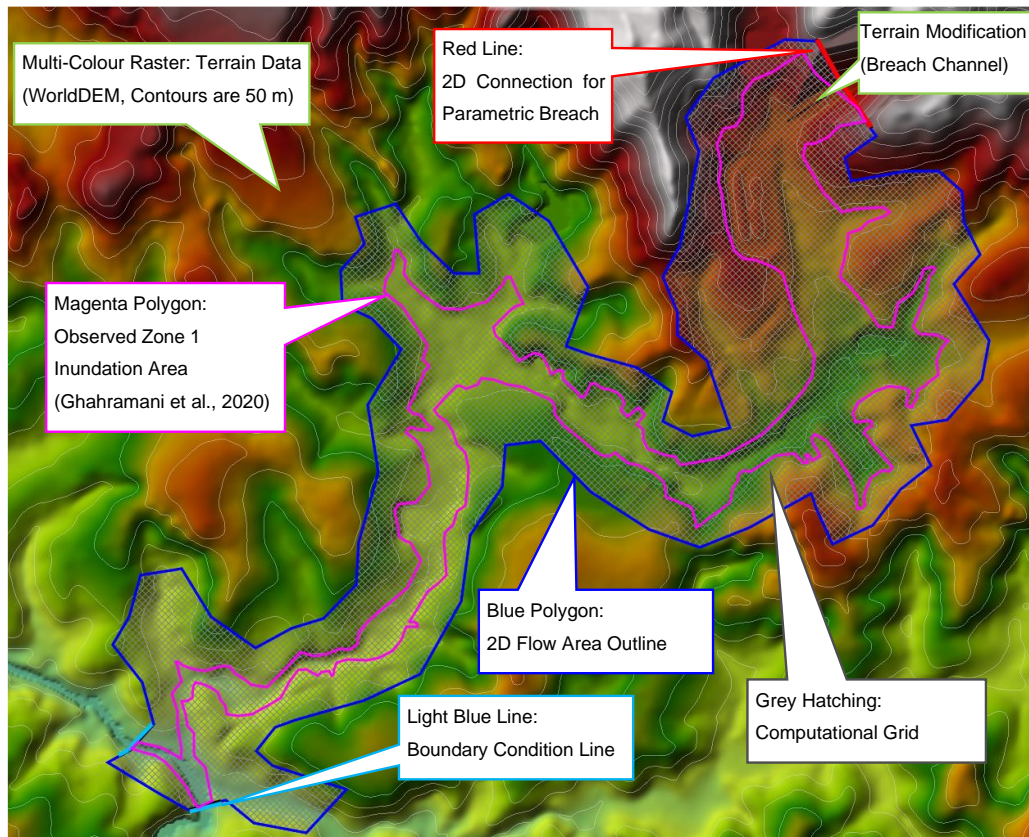 Multi-Colour Raster: Terrain Data
(WorldDEM, Contours are 50 m)
Red Line:
2D Connection for
Parametric Breach
Terrain Modification
(Breach Channel)
Magenta Polygon:
Observed Zone 1
Inundation Area
(Ghahramani et al., 2020)
Blue Polygon:
2D Flow Area Outline
Light Blue Line:
Boundary Condition Line
Grey Hatching:
Computational Grid